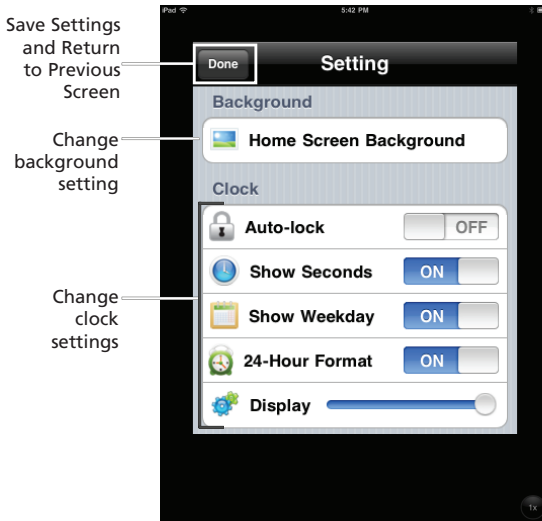 iPad
5:42 PM
Save Settings
and Return
to Previous
Screen
Done
Setting
Background
Change
background
setting
Home Screen Background
Clock
Auto-lock
OFF
Show Seconds
ON
Change
clock
settings
Show Weekday
ON
24-Hour Format
ON
Display
1x